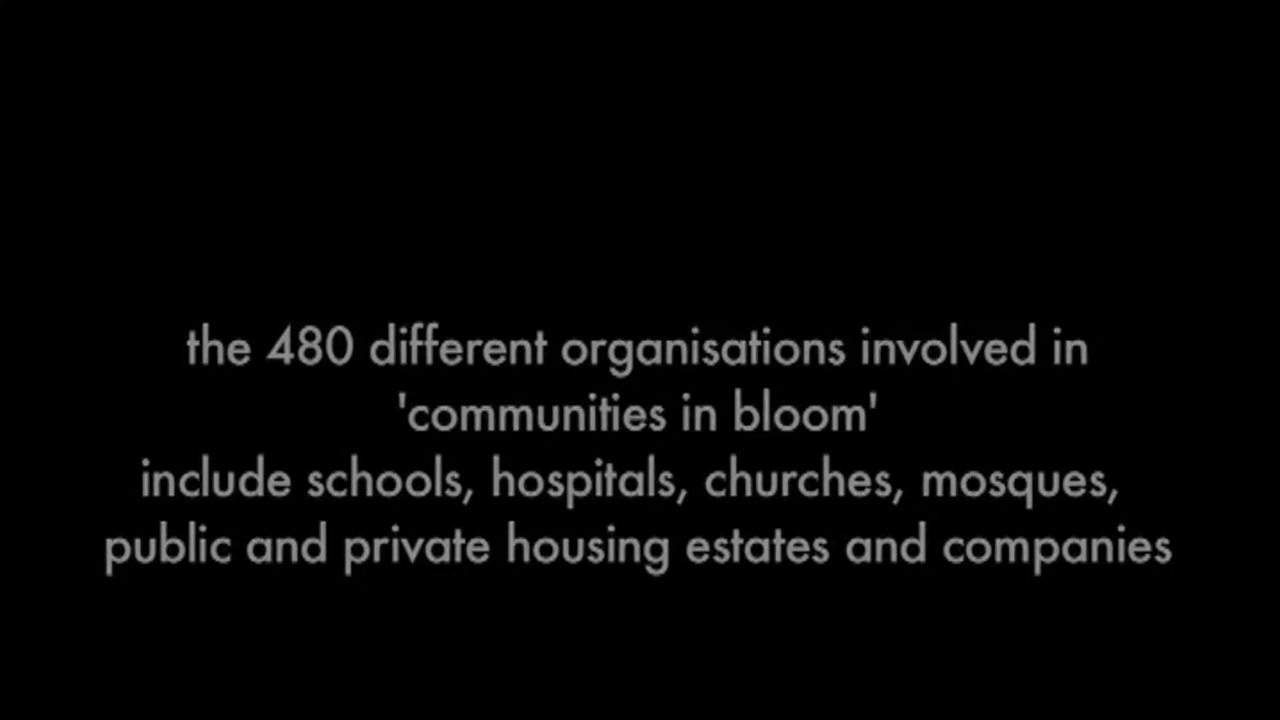 the 480 different organisations involved in
'communities in bloom'
include schools, hospitals, churches, mosques,
public and private housing estates and companies